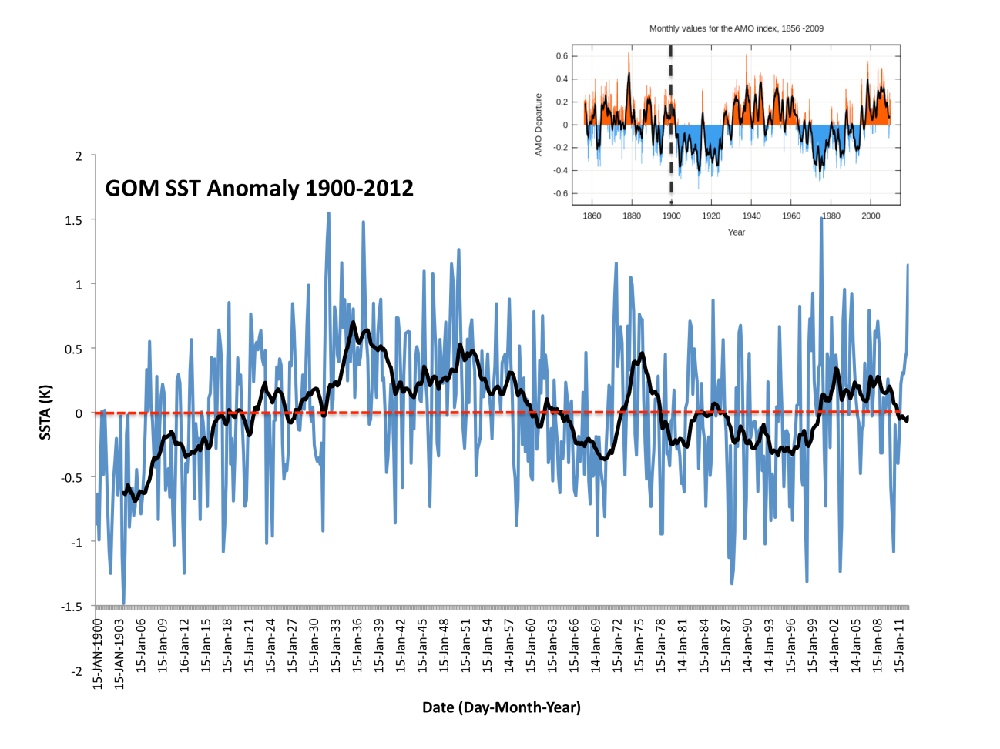 Monthly values for the AMO index, 1856 -2009
0.6
0.4
0.2
0
-0.2
-0.4
-0.6
AMO Departure
1860 1880 1900 1920 1940 1960 1980 2000
Year
GOM SST Anomaly 1900-2012
2
1.5
1
0.5
0
-0.5
-1
-1.5
-2
SSTA (K)
15-JAN-1900
15-JAN-1903
15-Jan-06
15-Jan-09
16-Jan-12
15-Jan-15
15-Jan-18
15-Jan-21
15-Jan-24
15-Jan-27
15-Jan-30
15-Jan-33
15-Jan-36
15-Jan-39
15-Jan-42
15-Jan-45
15-Jan-48
15-Jan-51
15-Jan-54
14-Jan-57
15-Jan-60
15-Jan-63
15-Jan-66
14-Jan-69
15-Jan-72
15-Jan-75
15-Jan-78
14-Jan-81
15-Jan-84
15-Jan-87
15-Jan-90
14-Jan-93
15-Jan-96
15-Jan-99
14-Jan-02
14-Jan-05
15-Jan-08
15-Jan-11
Date (Day-Month-Year)